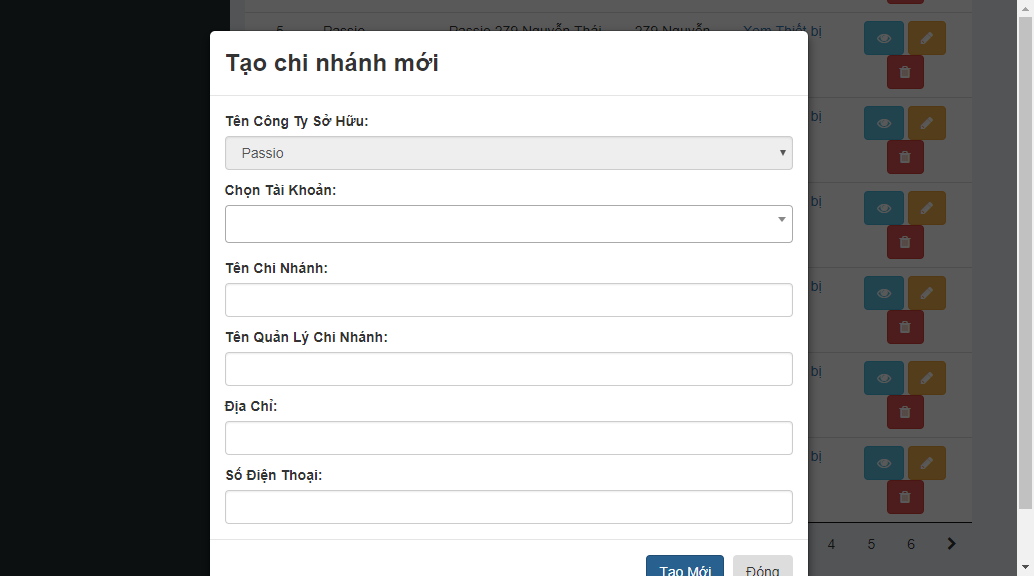 5 Passio Passio 279 Nguyễn Thái 279 Nguyễn Xem Thiết bị
Tạo chi nhánh mới
Tên Công Ty Sở Hữu:
Passio
bị
Chọn Tài Khoản:
bị
Tên Chi Nhánh:
bị
Tên Quản Lý Chi Nhánh:
bị
Địa Chỉ:
bị
Số Điện Thoại:
4 5 6
Tạo Mới Đóng